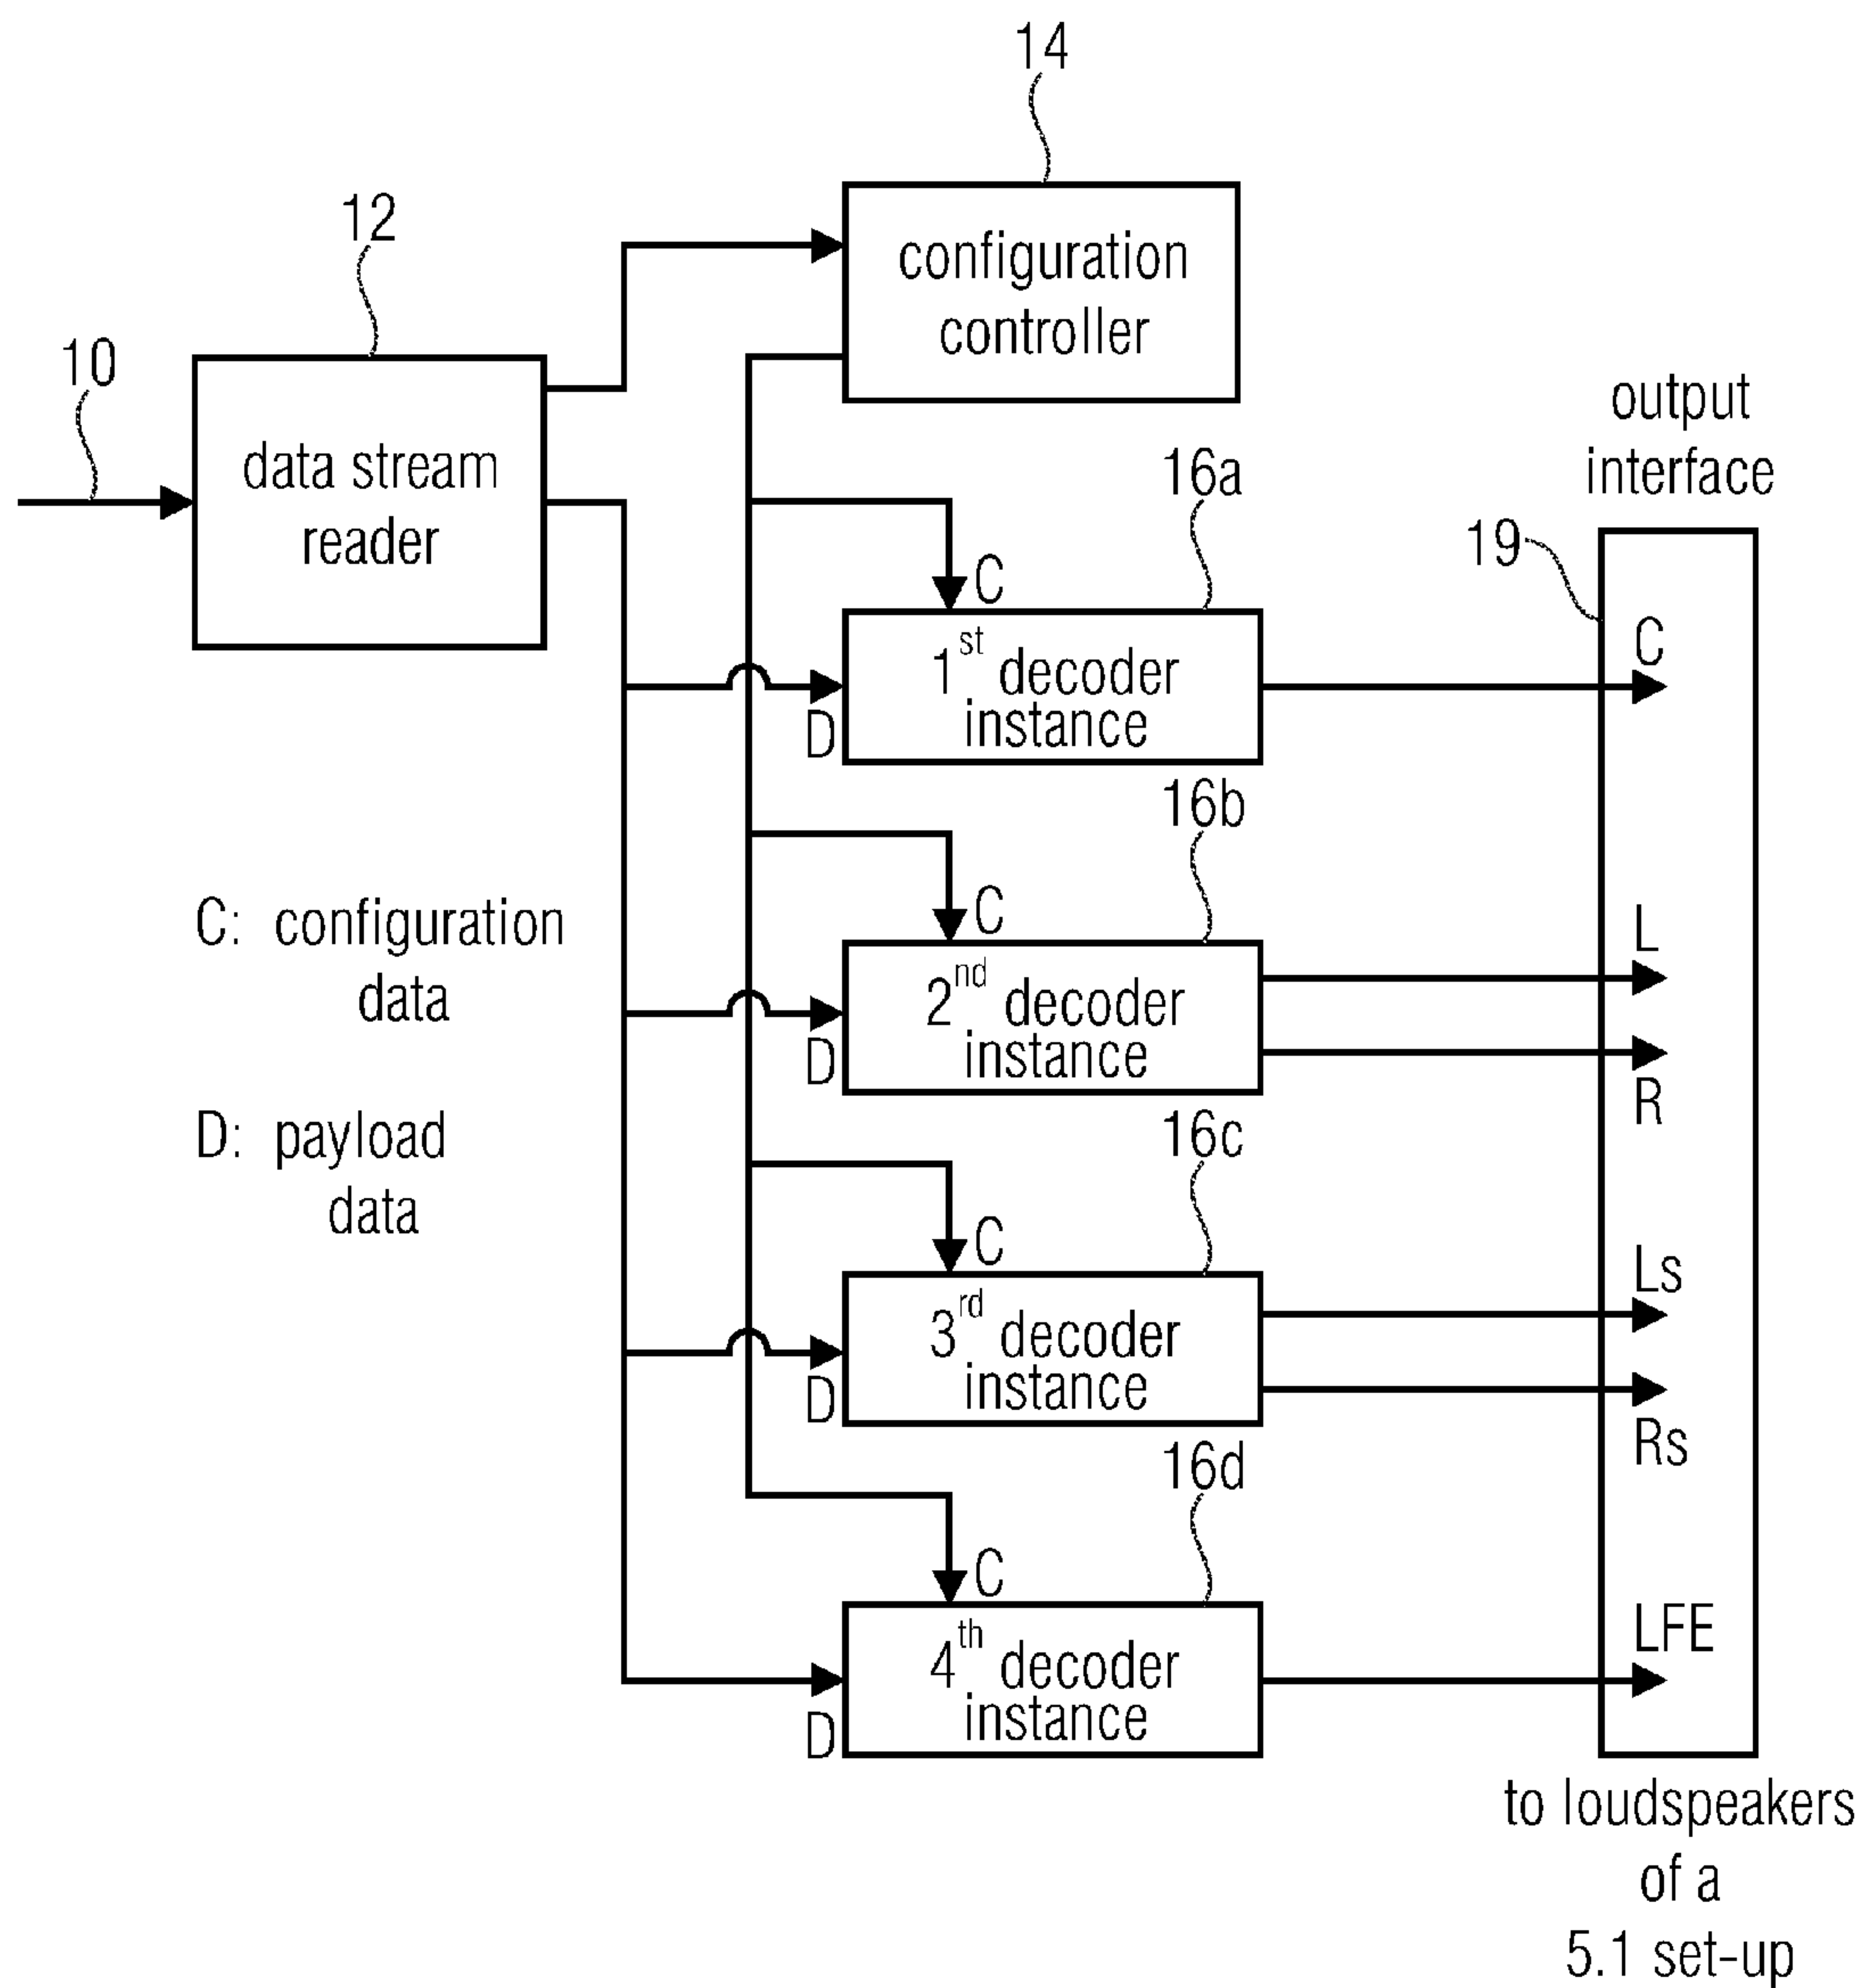 14
12
configuration
controller
10
data stream
reader
output
interface
16a
19
C
1st decoder
instance
D
C
16b
C
2nd decoder
instance
D
L
R
C: configuration
data
D: payload
data
16c
C
3rd decoder
instance
D
Ls
Rs
16d
C
4th decoder
instance
D
LFE
to loudspeakers
of a
5.1 set-up